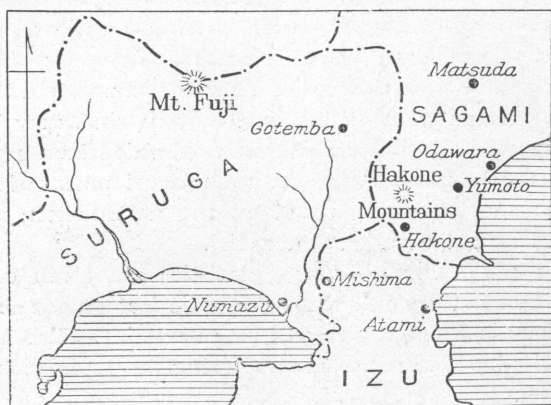 Matsuda
Mt. Fuji
SAGAMI
Gotemba
Odawara
SURUGA
Hakone
Mountains
Yumoto
Hakone
Mishima
Numazu
Atami
IZU